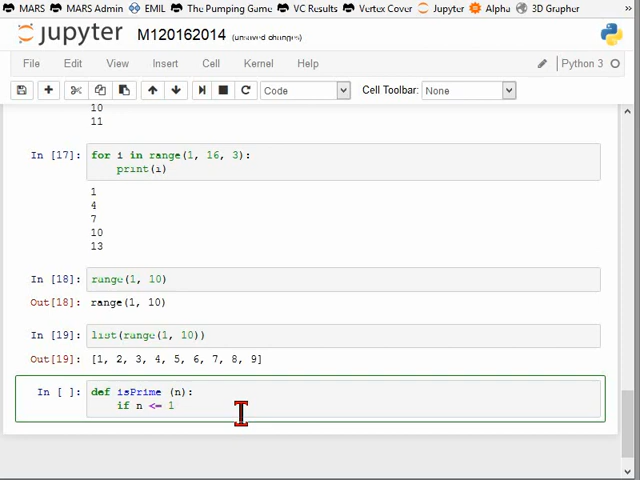 MARS MARS Admin EMIL The Pumping Game VC Results Vertex Cover Jupyter Alpha 3D Grapher »
jupyter M120162014 (unsaved changes)
File Edit View Insert Cell Kernel Help Python 3
Code Cell Toolbar: None
10
11
In [17]: for i in range(1, 16, 3):
print(i)
1
4
7
10
13
In [18]: range(1, 10)
Out[18]: range(1, 10)
In [19]: list(range(1, 10))
Out[19]: [1, 2, 3, 4, 5, 6, 7, 8, 9]
In [ ]: def isPrime (n):
if n <= 1